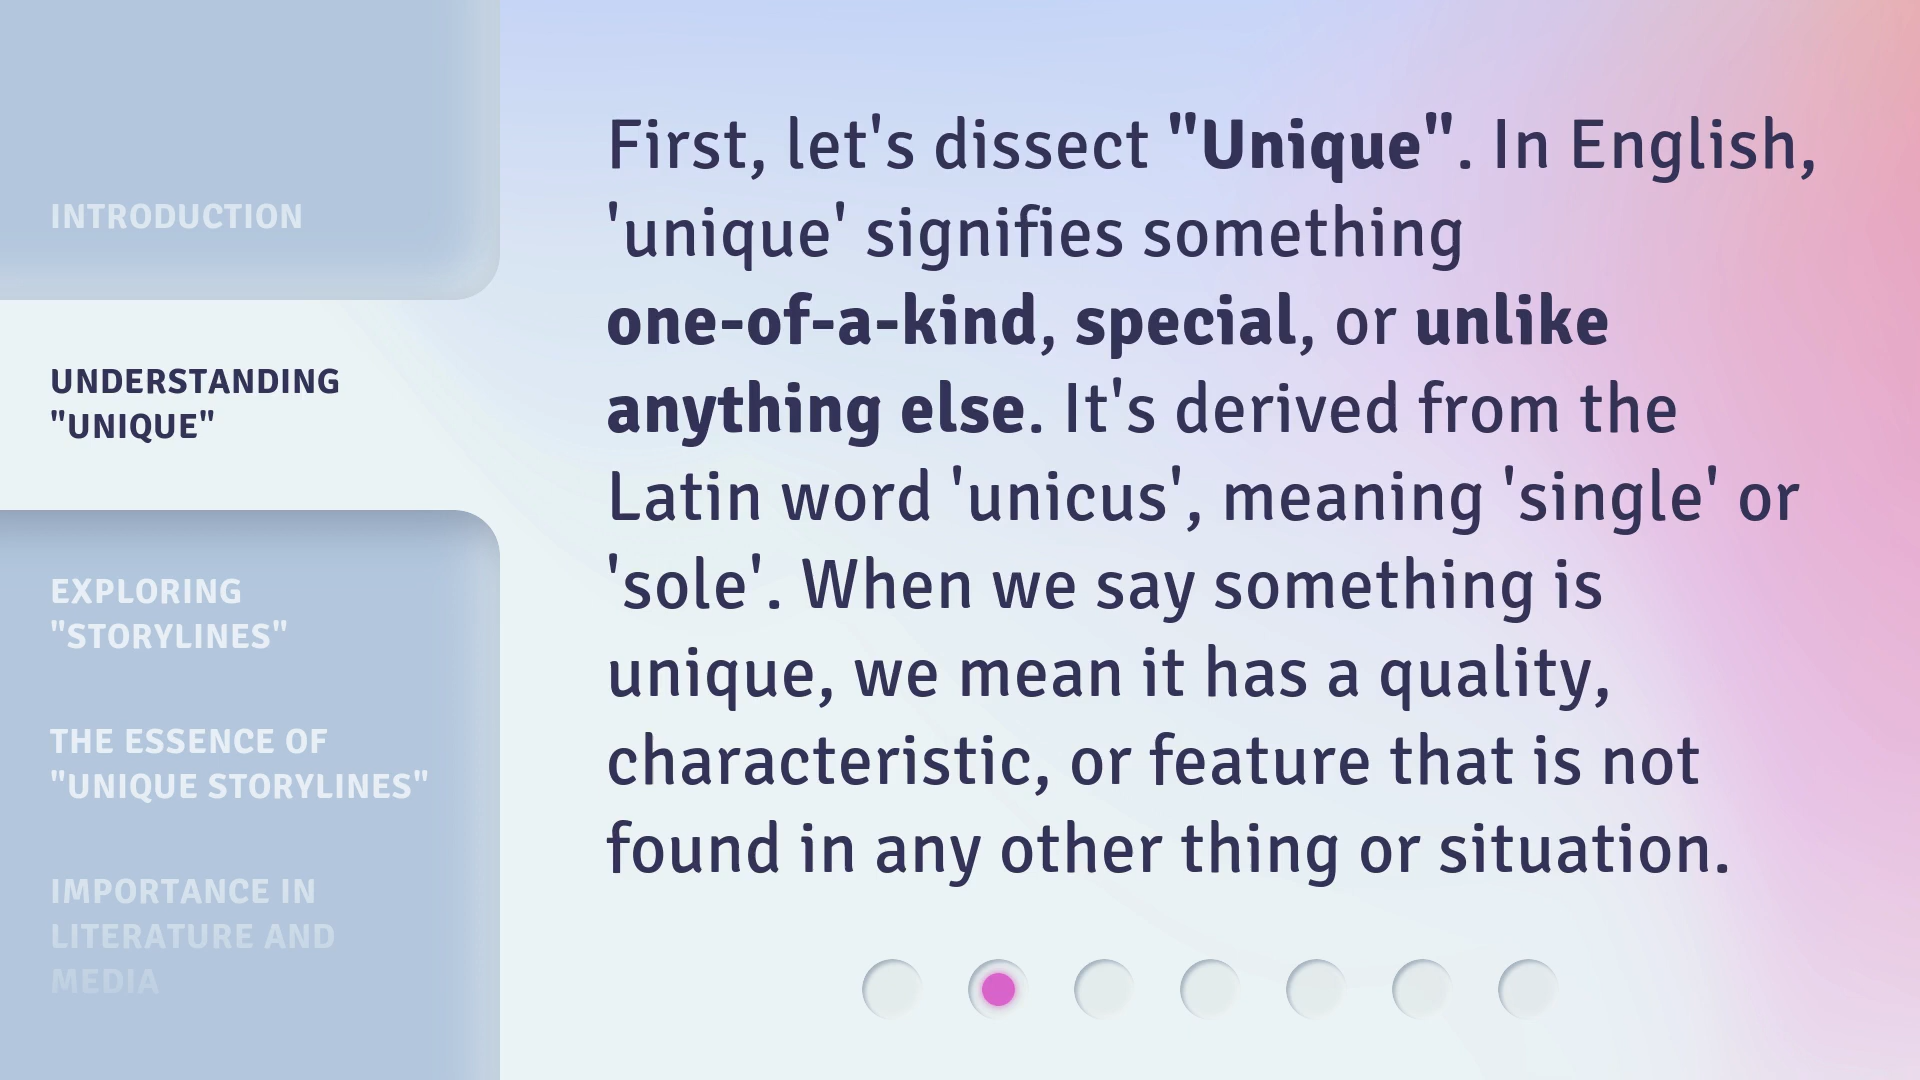 INTRODUCTION
UNDERSTANDING
"UNIQUE"
EXPLORING
"STORYLINES"
THE ESSENCE OF
"UNIQUE STORYLINES"
IMPORTANCE IN
LITERATURE AND
MEDIA
First, let's dissect "Unique". In English,
'unique' signifies something
one-of-a-kind, special, or unlike
anything else. It's derived from the
Latin word 'unicus', meaning 'single' or
'sole'. When we say something is
unique, we mean it has a quality,
characteristic, or feature that is not
found in any other thing or situation.